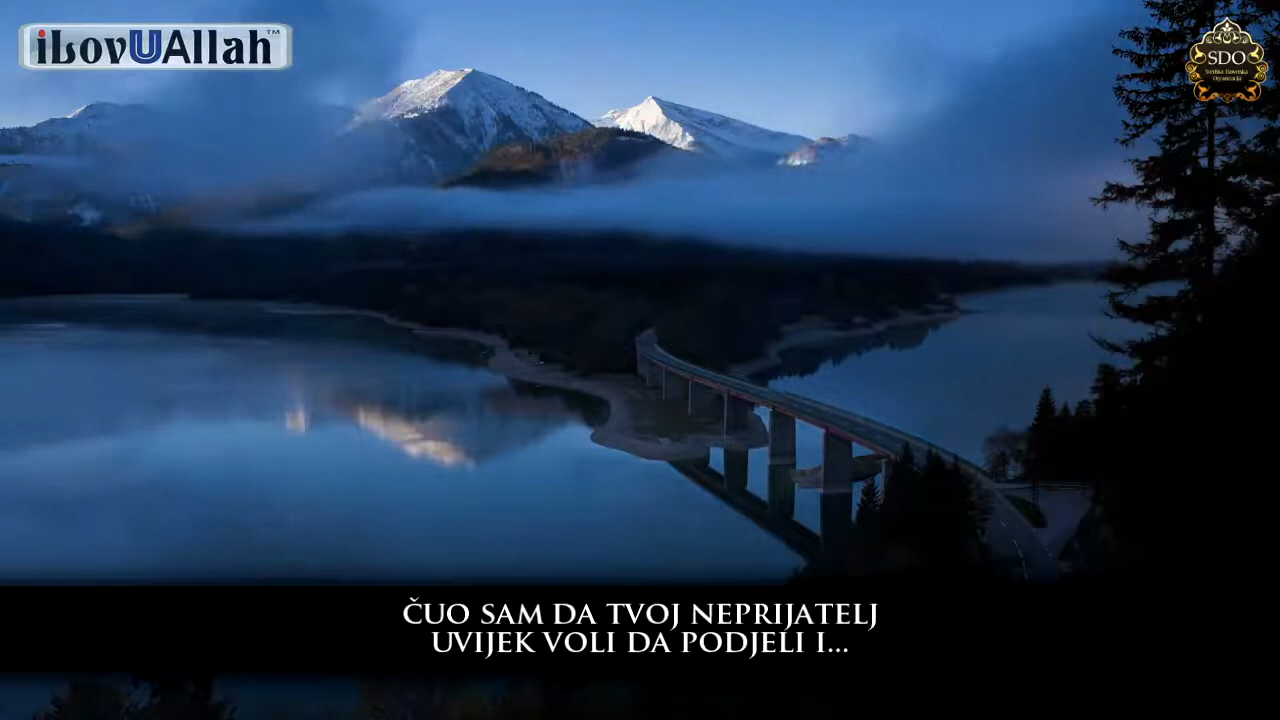 iLovUAllah™
SDO
ČUO SAM DA TVOJ NEPRIJATELJ
UVIJEK VOLI DA PODJELI I...